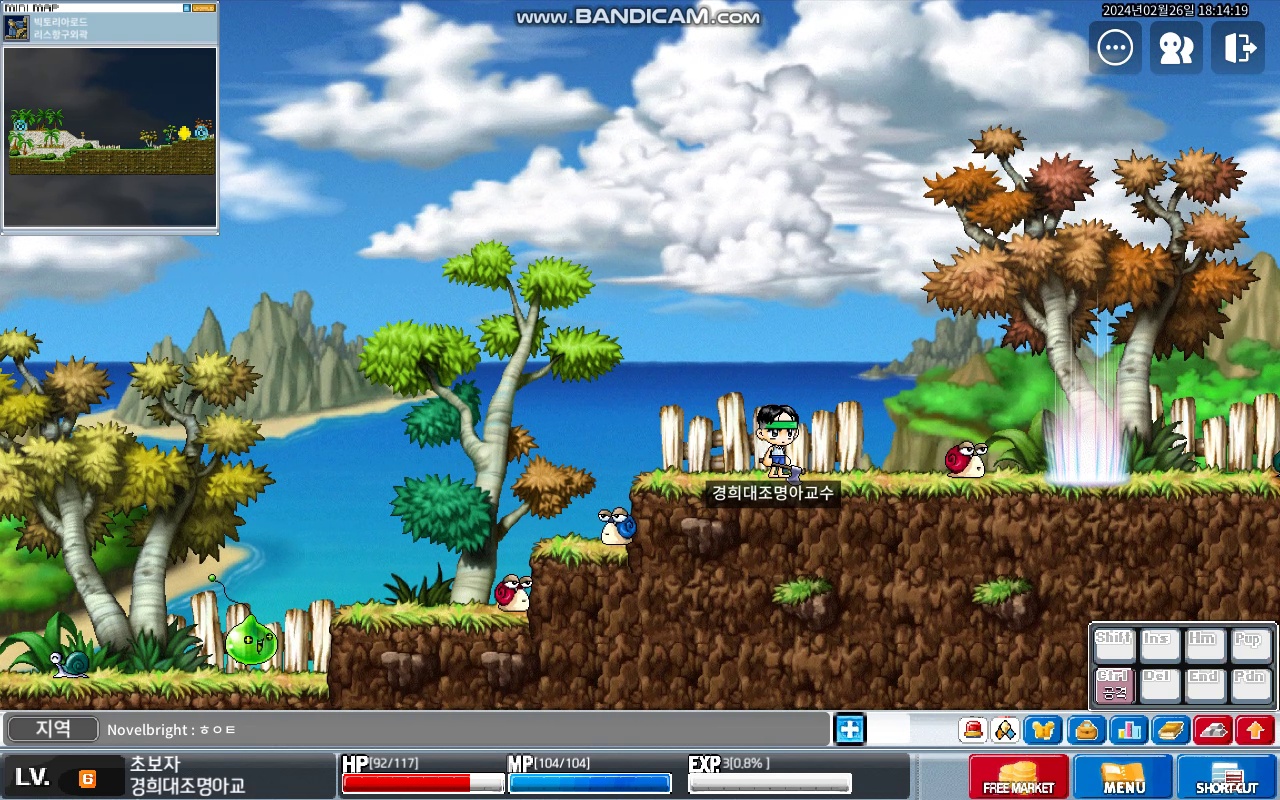 MINI MAP
빅토리아로드
리스항구외곽
www.BANDICAM.com
2024년02월26일 18:14:19
경희대조명아교수
Shift Ins Hm Pup
Ctrl Del End Pdn
공격
지역 Novelbright : ㅎㅇㅌ
LV. 6
초보자
경희대조명아교
HP[92/117] MP[104/104] EXP. 3[0.8% ]
FREE MARKET MENU SHORTCUT